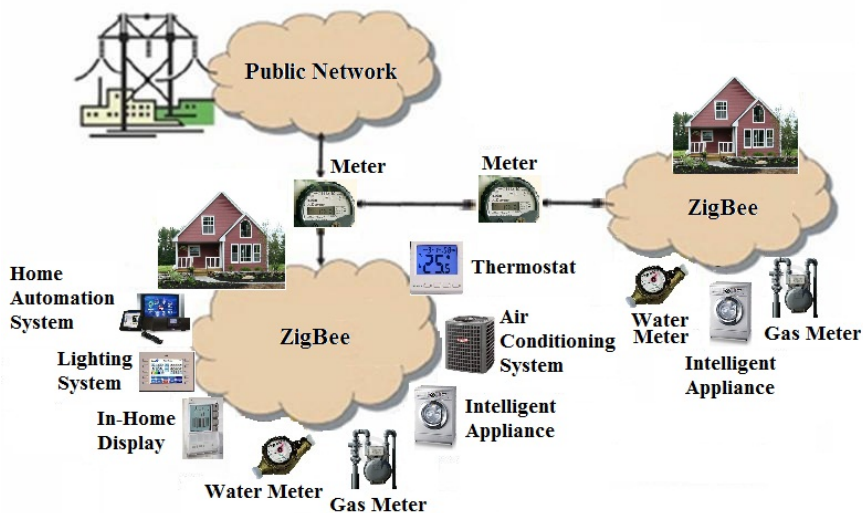 Public Network
Meter
Meter
ZigBee
Home
Automation
System
Thermostat
Lighting
System
ZigBee
Air
Conditioning
System
Water
Meter
Gas Meter
Intelligent
Appliance
In-Home
Display
Intelligent
Appliance
Water Meter
Gas Meter